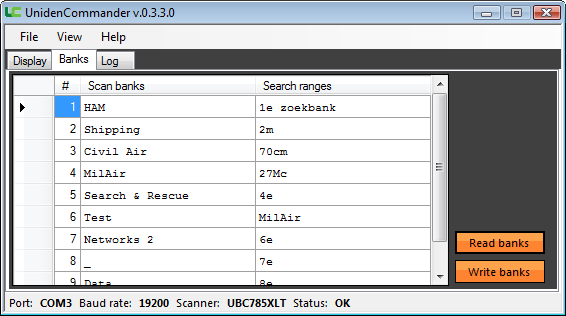 UnidenCommander v.0.3.3.0
File View Help
Display Banks Log
# Scan banks Search ranges
1 HAM 1e zoekbank
2 Shipping 2m
3 Civil Air 70cm
4 MilAir 27Mc
5 Search & Rescue 4e
6 Test MilAir
7 Networks 2 6e
8 _ 7e
9 Data 8e
Read banks
Write banks
Port: COM3 Baud rate: 19200 Scanner: UBC785XLT Status: OK